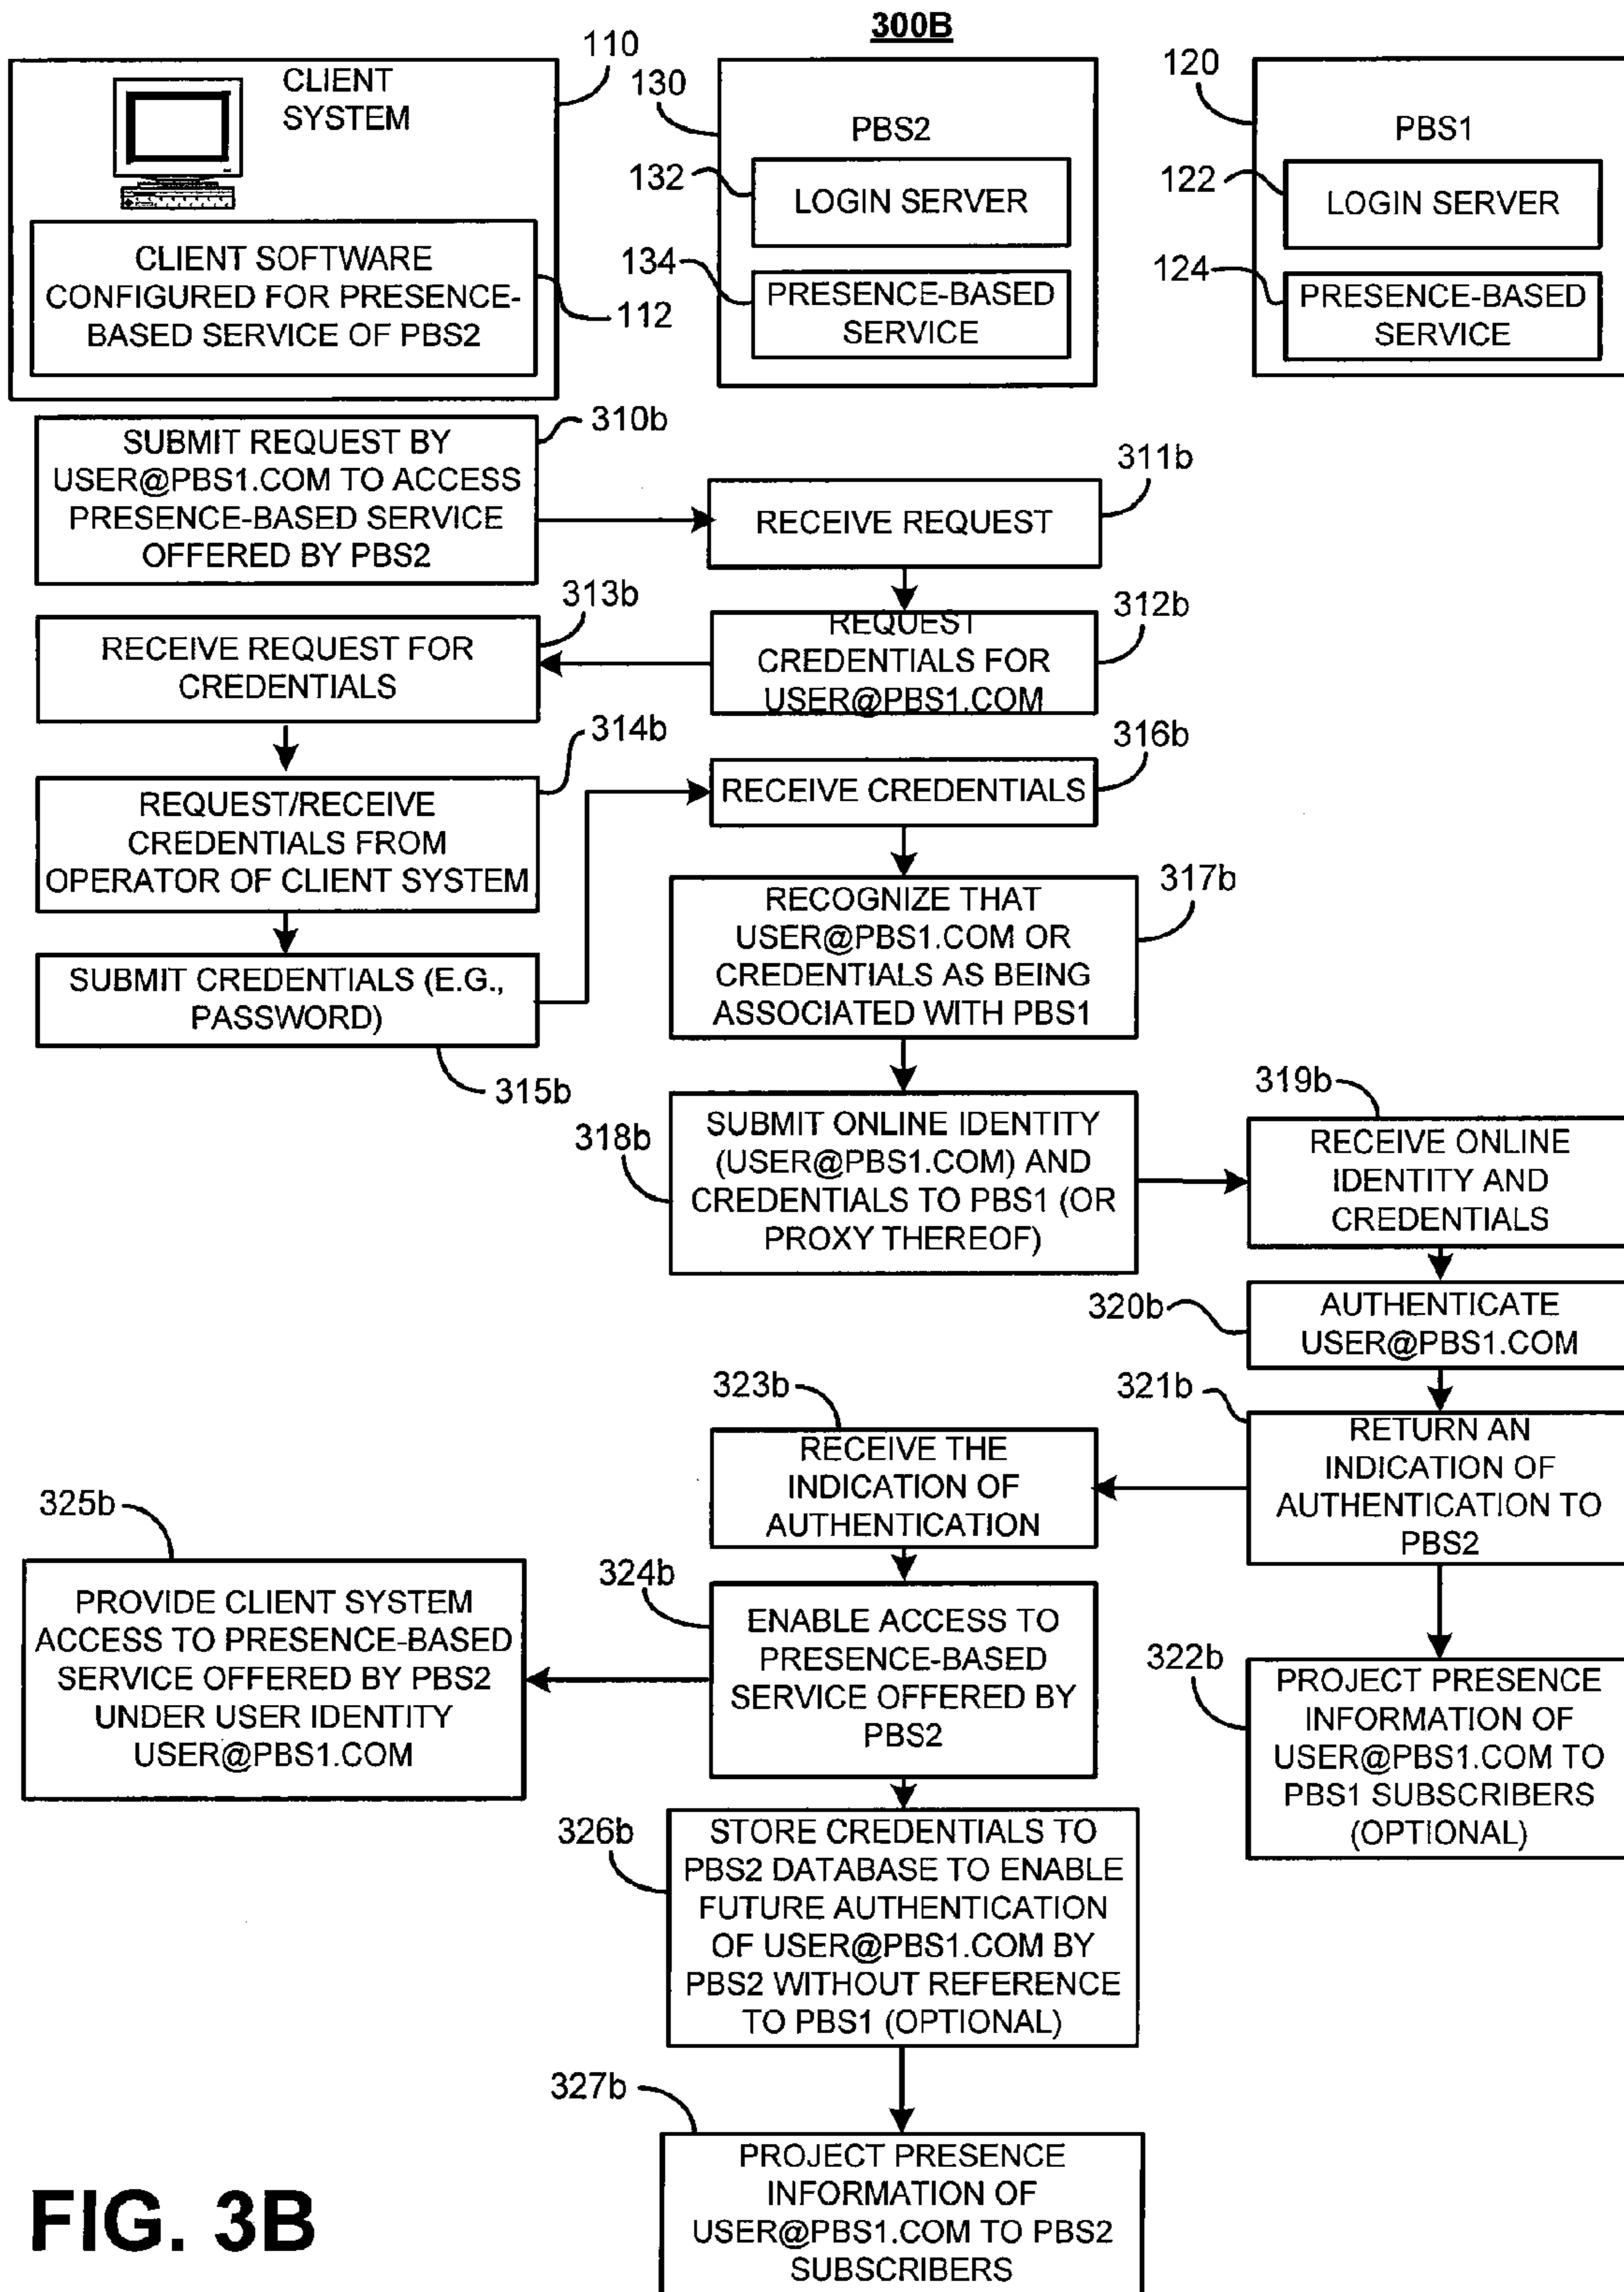 300B
110
CLIENT
SYSTEM
CLIENT SOFTWARE
CONFIGURED FOR PRESENCE-
BASED SERVICE OF PBS2
112
130
PBS2
132
LOGIN SERVER
134
PRESENCE-BASED
SERVICE
120
PBS1
122
LOGIN SERVER
124
PRESENCE-BASED
SERVICE
310b
SUBMIT REQUEST BY
USER@PBS1.COM TO ACCESS
PRESENCE-BASED SERVICE
OFFERED BY PBS2
311b
RECEIVE REQUEST
312b
REQUEST
CREDENTIALS FOR
USER@PBS1.COM
313b
RECEIVE REQUEST FOR
CREDENTIALS
314b
REQUEST/RECEIVE
CREDENTIALS FROM
OPERATOR OF CLIENT SYSTEM
SUBMIT CREDENTIALS (E.G.,
PASSWORD)
315b
316b
RECEIVE CREDENTIALS
317b
RECOGNIZE THAT
USER@PBS1.COM OR
CREDENTIALS AS BEING
ASSOCIATED WITH PBS1
318b
SUBMIT ONLINE IDENTITY
(USER@PBS1.COM) AND
CREDENTIALS TO PBS1 (OR
PROXY THEREOF)
319b
RECEIVE ONLINE
IDENTITY AND
CREDENTIALS
320b
AUTHENTICATE
USER@PBS1.COM
321b
RETURN AN
INDICATION OF
AUTHENTICATION TO
PBS2
322b
PROJECT PRESENCE
INFORMATION OF
USER@PBS1.COM TO
PBS1 SUBSCRIBERS
(OPTIONAL)
323b
RECEIVE THE
INDICATION OF
AUTHENTICATION
324b
ENABLE ACCESS TO
PRESENCE-BASED
SERVICE OFFERED BY
PBS2
325b
PROVIDE CLIENT SYSTEM
ACCESS TO PRESENCE-BASED
SERVICE OFFERED BY PBS2
UNDER USER IDENTITY
USER@PBS1.COM
326b
STORE CREDENTIALS TO
PBS2 DATABASE TO ENABLE
FUTURE AUTHENTICATION
OF USER@PBS1.COM BY
PBS2 WITHOUT REFERENCE
TO PBS1 (OPTIONAL)
327b
PROJECT PRESENCE
INFORMATION OF
USER@PBS1.COM TO PBS2
SUBSCRIBERS
FIG. 3B